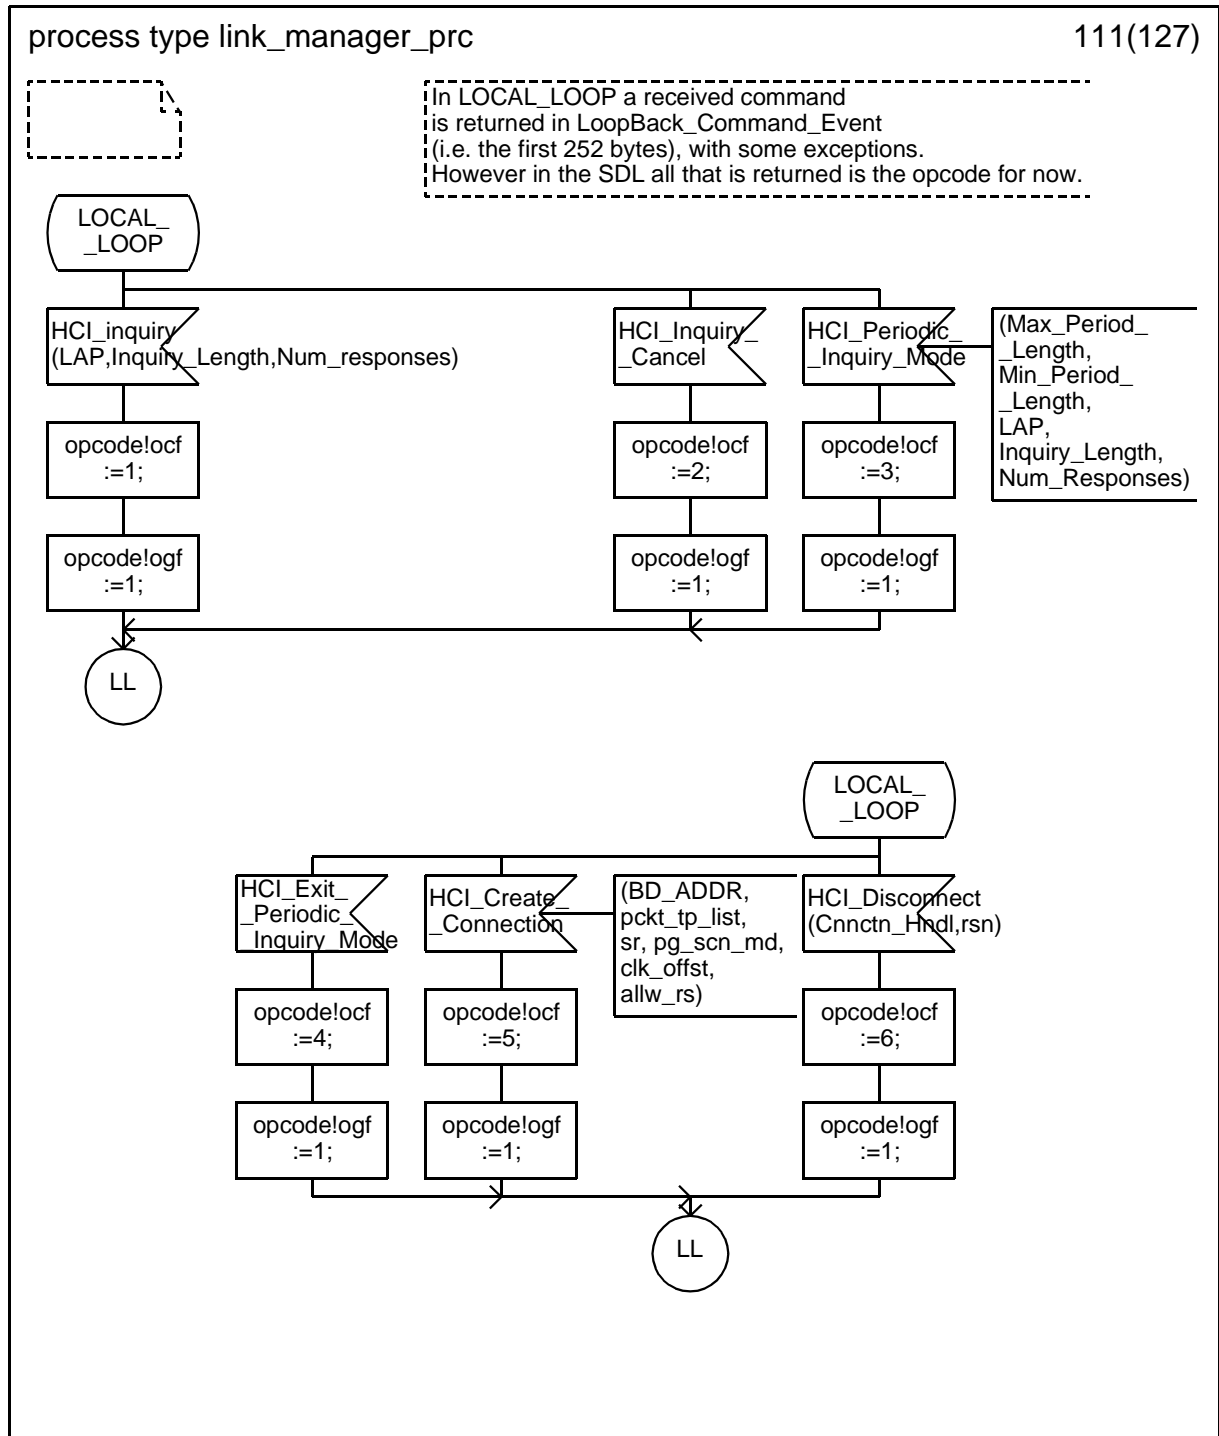 process type link_manager_prc
111(127)
In LOCAL_LOOP a received command
is returned in LoopBack_Command_Event
(i.e. the first 252 bytes), with some exceptions.
However in the SDL all that is returned is the opcode for now.
LOCAL_
_LOOP
HCI_inquiry
(LAP,Inquiry_Length,Num_responses)
HCI_Inquiry_
_Cancel
HCI_Periodic_
_Inquiry_Mode
(Max_Period_
_Length,
Min_Period_
_Length,
LAP,
Inquiry_Length,
Num_Responses)
opcode!ocf
:=1;
opcode!ocf
:=2;
opcode!ocf
:=3;
opcode!ogf
:=1;
opcode!ogf
:=1;
opcode!ogf
:=1;
LL
LOCAL_
_LOOP
HCI_Exit_
_Periodic_
_Inquiry_Mode
HCI_Create_
_Connection
(BD_ADDR,
pckt_tp_list,
sr, pg_scn_md,
clk_offst,
allw_rs)
HCI_Disconnect
(Cnnctn_Hndl,rsn)
opcode!ocf
:=4;
opcode!ocf
:=5;
opcode!ocf
:=6;
opcode!ogf
:=1;
opcode!ogf
:=1;
opcode!ogf
:=1;
LL